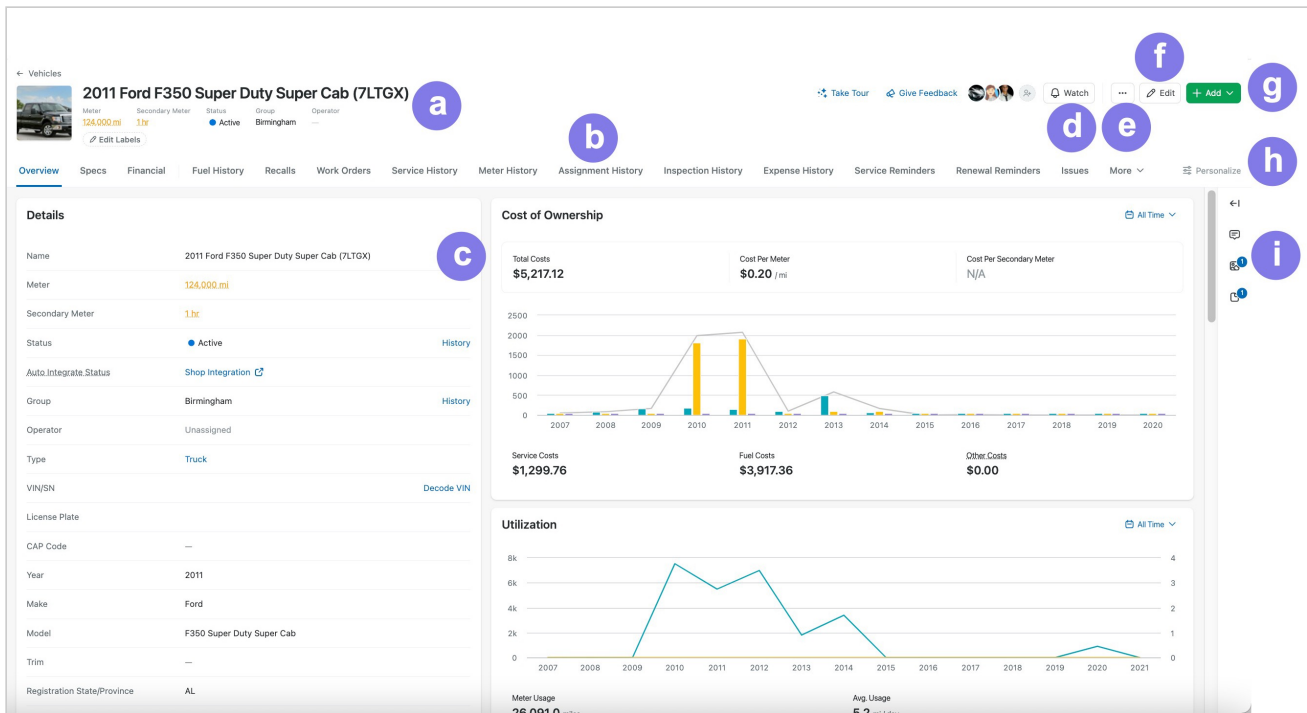 ← Vehicles
2011 Ford F350 Super Duty Super Cab (7LTGX)
a
Meter Secondary Meter Status Group Operator
124,000 mi 1 hr Active Birmingham —
Edit Labels
Take Tour Give Feedback Watch ... Edit + Add
f
g
d
e
b
h
Overview Specs Financial Fuel History Recalls Work Orders Service History Meter History Assignment History Inspection History Expense History Service Reminders Renewal Reminders Issues More Personalize
Details
c
Name 2011 Ford F350 Super Duty Super Cab (7LTGX)
Meter 124,000 mi
Secondary Meter 1 hr
Status Active History
Auto Integrate Status Shop Integration
Group Birmingham History
Operator Unassigned
Type Truck
VIN/SN Decode VIN
License Plate
CAP Code —
Year 2011
Make Ford
Model F350 Super Duty Super Cab
Trim —
Registration State/Province AL
Cost of Ownership All Time
Total Costs Cost Per Meter Cost Per Secondary Meter
$5,217.12 $0.20 / mi N/A
2500
2000
1500
1000
500
0
2007 2008 2009 2010 2011 2012 2013 2014 2015 2016 2017 2018 2019 2020
Service Costs Fuel Costs Other Costs
$1,299.76 $3,917.36 $0.00
Utilization All Time
8k 4
6k 3
4k 2
2k 1
0 0
2007 2008 2009 2010 2011 2012 2013 2014 2015 2016 2017 2018 2019 2020 2021
Meter Usage Avg. Usage
26,091.0 miles 5.2 mi / day
i
1
1